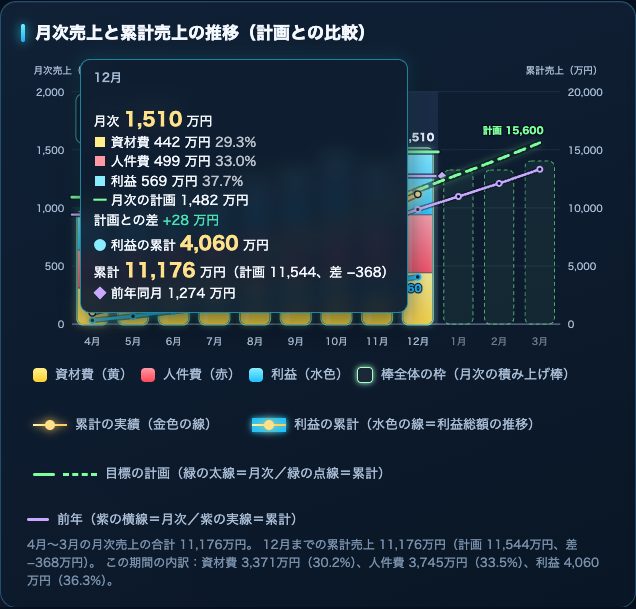 月次売上と累計売上の推移（計画との比較）
月次売上（
累計売上（万円）
12月
月次 1,510 万円
資材費 442 万円 29.3%
人件費 499 万円 33.0%
利益 569 万円 37.7%
月次の計画 1,482 万円
計画との差 +28 万円
利益の累計 4,060 万円
累計 11,176 万円（計画 11,544、差 −368）
前年同月 1,274 万円
2,000
1,500
1,000
500
0
,510
60
計画 15,600
20,000
15,000
10,000
5,000
0
4月 5月 6月 7月 8月 9月 10月 11月 12月 1月 2月 3月
資材費（黄） 人件費（赤） 利益（水色） 棒全体の枠（月次の積み上げ棒）
累計の実績（金色の線） 利益の累計（水色の線＝利益総額の推移）
目標の計画（緑の太線＝月次／緑の点線＝累計）
前年（紫の横線＝月次／紫の実線＝累計）
4月〜3月の月次売上の合計 11,176万円。 12月までの累計売上 11,176万円（計画 11,544万円、差
−368万円）。 この期間の内訳：資材費 3,371万円（30.2%）、人件費 3,745万円（33.5%）、利益 4,060
万円（36.3%）。